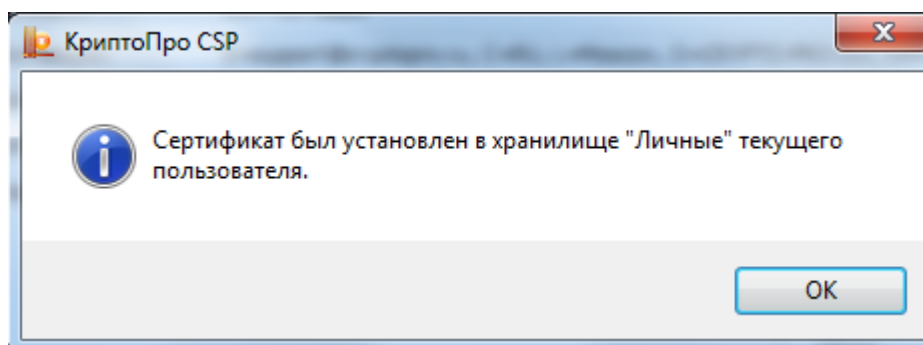 КриптоПро CSP
Сертификат был установлен в хранилище "Личные" текущего
пользователя.
OK